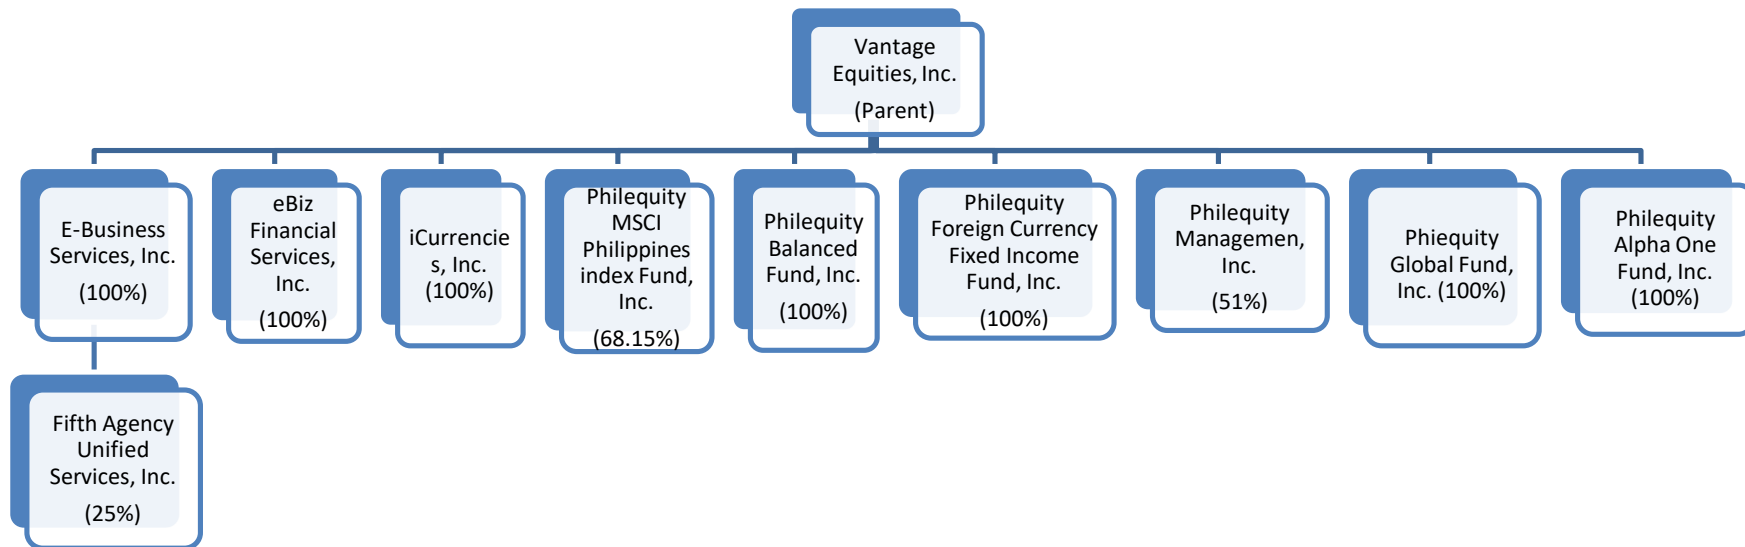 Vantage
Equities, Inc.
(Parent)
E-Business
Services, Inc.
(100%)
eBiz
Financial
Services,
Inc.
(100%)
iCurrencie
s, Inc.
(100%)
Philequity
MSCI
Philippines
index Fund,
Inc.
(68.15%)
Philequity
Balanced
Fund, Inc.
(100%)
Philequity
Foreign Currency
Fixed Income
Fund, Inc.
(100%)
Philequity
Managemen,
Inc.
(51%)
Phiequity
Global Fund,
Inc. (100%)
Philequity
Alpha One
Fund, Inc.
(100%)
Fifth Agency
Unified
Services, Inc.
(25%)